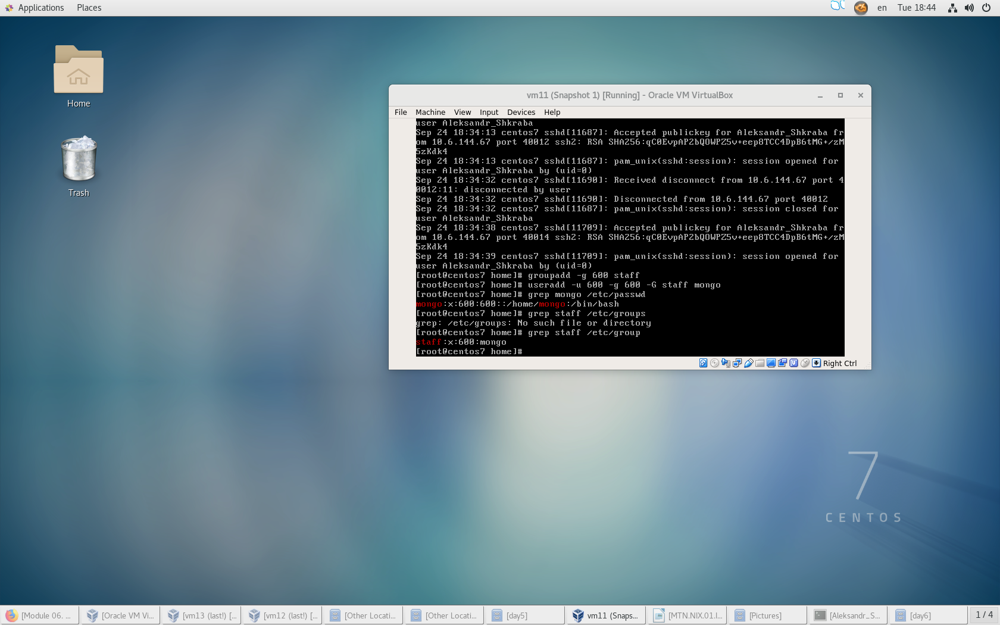 Applications Places en Tue 18:44
Home
Trash
vm11 (Snapshot 1) [Running] - Oracle VM VirtualBox
File Machine View Input Devices Help
user Aleksandr_Shkraba
Sep 24 18:34:13 centos7 sshd[11687]: Accepted publickey for Aleksandr_Shkraba fr
om 10.6.144.67 port 40012 ssh2: RSA SHA256:qC0EvpAP2bQOWPZ5v+eep8TCC4DpB6tMG+/zM
5zKdk4
Sep 24 18:34:13 centos7 sshd[11687]: pam_unix(sshd:session): session opened for
user Aleksandr_Shkraba by (uid=0)
Sep 24 18:34:32 centos7 sshd[11690]: Received disconnect from 10.6.144.67 port 4
0012:11: disconnected by user
Sep 24 18:34:32 centos7 sshd[11690]: Disconnected from 10.6.144.67 port 40012
Sep 24 18:34:32 centos7 sshd[11687]: pam_unix(sshd:session): session closed for
user Aleksandr_Shkraba
Sep 24 18:34:38 centos7 sshd[11709]: Accepted publickey for Aleksandr_Shkraba fr
om 10.6.144.67 port 40014 ssh2: RSA SHA256:qC0EvpAP2bQOWPZ5v+eep8TCC4DpB6tMG+/zM
5zKdk4
Sep 24 18:34:39 centos7 sshd[11709]: pam_unix(sshd:session): session opened for
user Aleksandr_Shkraba by (uid=0)
[root@centos7 home]# groupadd -g 600 staff
[root@centos7 home]# useradd -u 600 -g 600 -G staff mongo
[root@centos7 home]# grep mongo /etc/passwd
mongo:x:600:600::/home/mongo:/bin/bash
[root@centos7 home]# grep staff /etc/groups
grep: /etc/groups: No such file or directory
[root@centos7 home]# grep staff /etc/group
staff:x:600:mongo
[root@centos7 home]#
Right Ctrl
7
CENTOS
[Module 06. ... [Oracle VM Vi... [vm13 (last!) [... [vm12 (last!) [... [Other Locati... [Other Locati... [day5] vm11 (Snaps... [MTN.NIX.01.l... [Pictures] [Aleksandr_S... [day6] 1 / 4